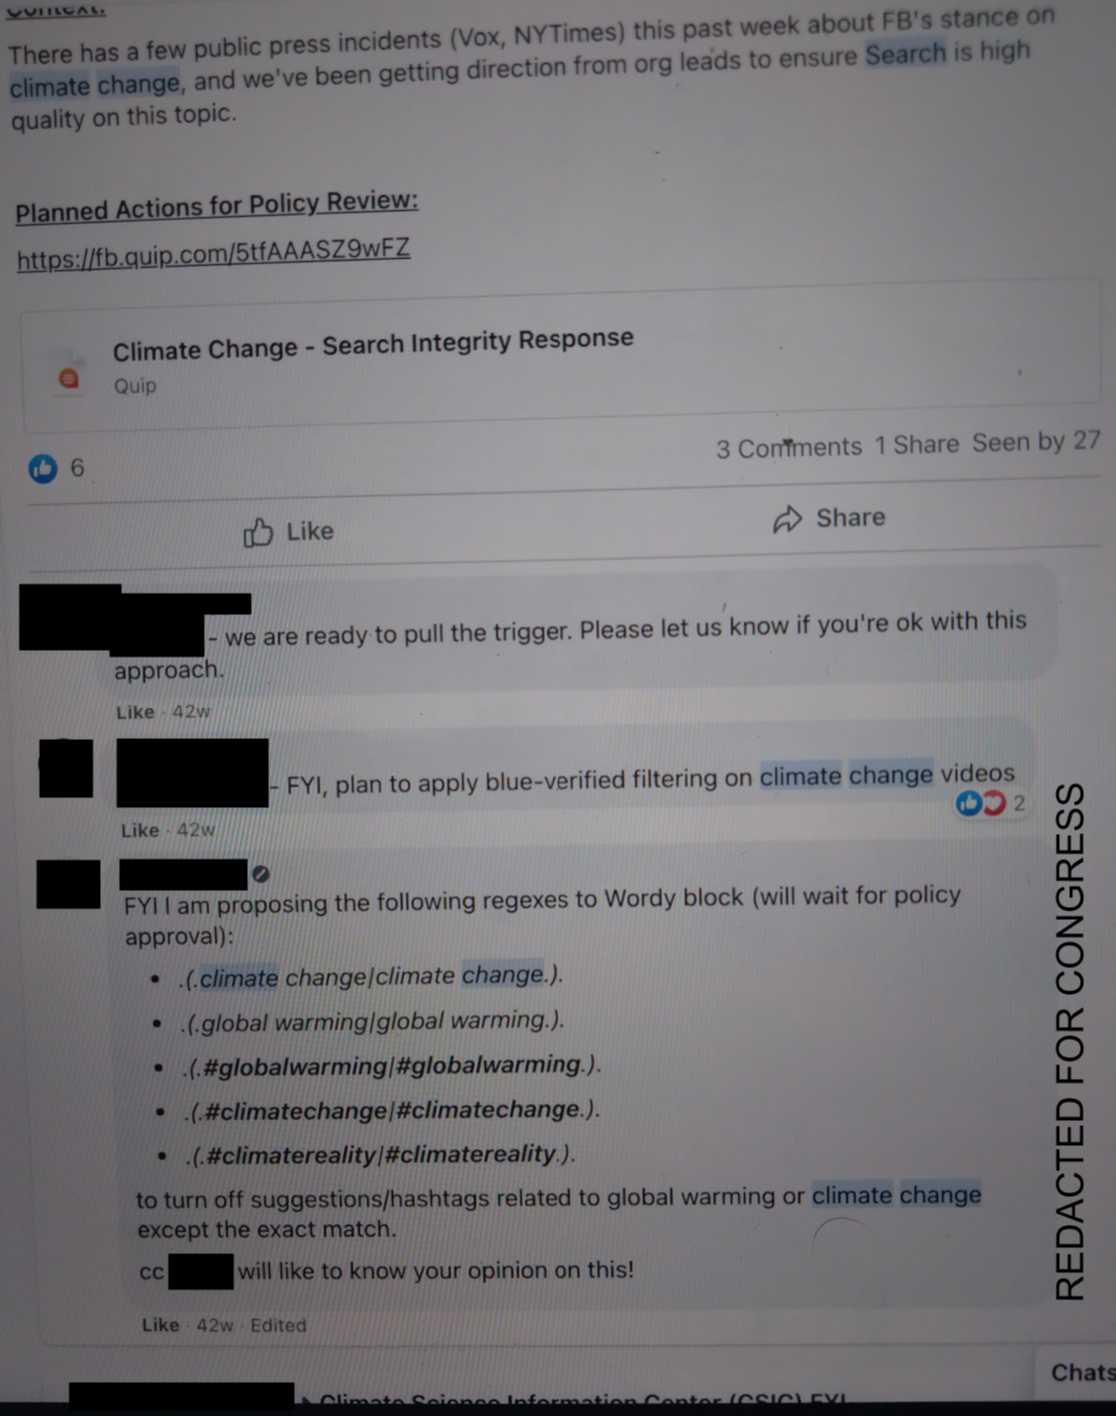 Context:
There has a few public press incidents (Vox, NYTimes) this past week about FB's stance on
climate change, and we've been getting direction from org leads to ensure Search is high
quality on this topic.
Planned Actions for Policy Review:
https://fb.quip.com/5tfAAASZ9wFZ
Climate Change - Search Integrity Response
Quip
6
3 Comments 1 Share Seen by 27
Like
Share
- we are ready to pull the trigger. Please let us know if you're ok with this
approach.
Like · 42w
- FYI, plan to apply blue-verified filtering on climate change videos
2
Like · 42w
FYI I am proposing the following regexes to Wordy block (will wait for policy
approval):
• .(.climate change|climate change.).
• .(.global warming|global warming.).
• .(.#globalwarming|#globalwarming.).
• .(.#climatechange|#climatechange.).
• .(.#climatereality|#climatereality.).
to turn off suggestions/hashtags related to global warming or climate change
except the exact match.
cc will like to know your opinion on this!
Like · 42w · Edited
Chats
Climate Science Information Center (CSIC) FYI
REDACTED FOR CONGRESS